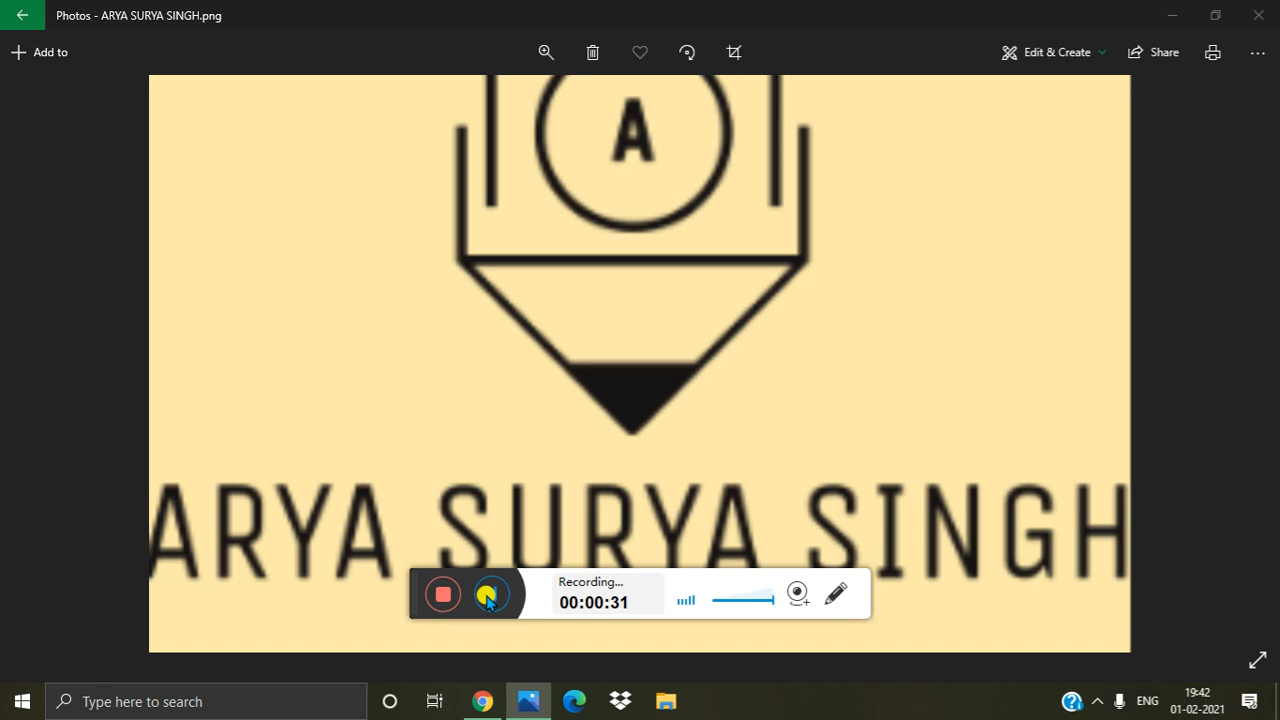 Photos - ARYA SURYA SINGH.png
Add to
Edit & Create
Share
A
ARYA SURYA SINGH
Recording...
00:00:31
Type here to search
ENG
19:42
01-02-2021